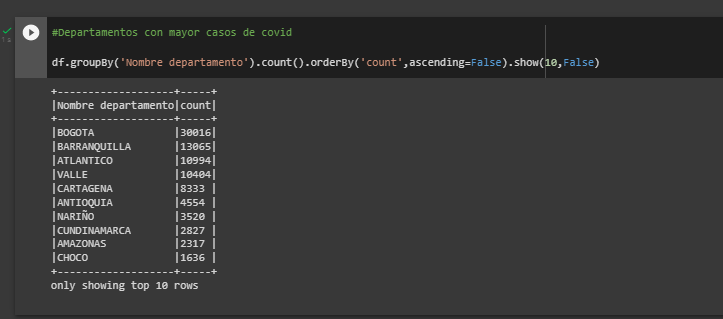 #Departamentos con mayor casos de covid
df.groupBy('Nombre departamento').count().orderBy('count',ascending=False).show(10,False)
+-------------------+-----+
|Nombre departamento|count|
+-------------------+-----+
|BOGOTA             |30016|
|BARRANQUILLA       |13065|
|ATLANTICO          |10994|
|VALLE              |10404|
|CARTAGENA          |8333 |
|ANTIOQUIA          |4554 |
|NARIÑO             |3520 |
|CUNDINAMARCA       |2827 |
|AMAZONAS           |2317 |
|CHOCO              |1636 |
+-------------------+-----+
only showing top 10 rows